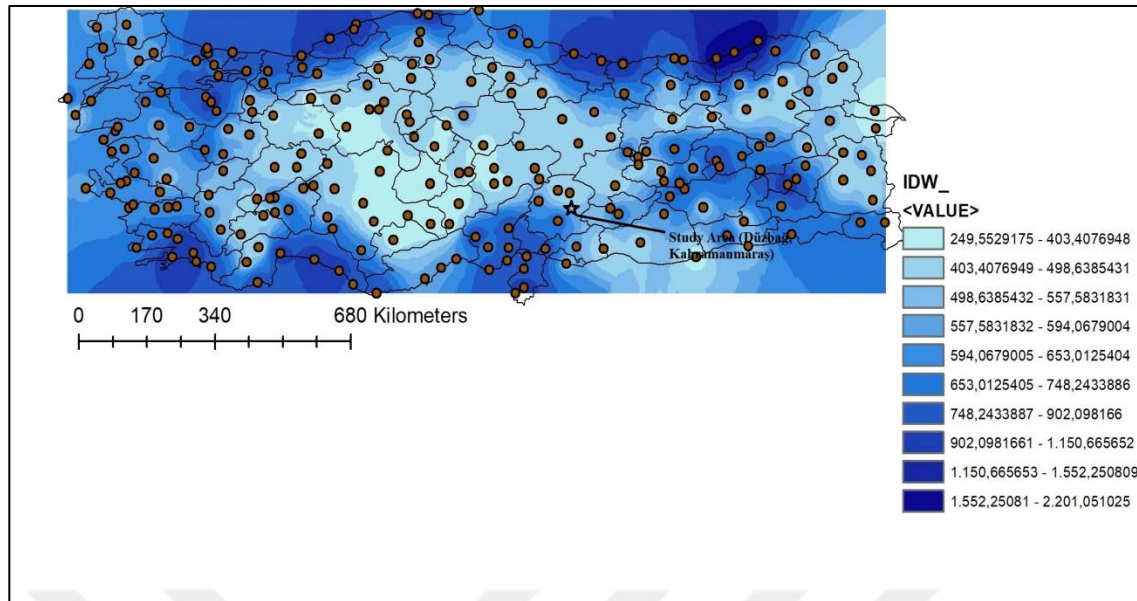 IDW_
<VALUE>
249,5529175 - 403,4076948
403,4076949 - 498,6385431
498,6385432 - 557,5831831
557,5831832 - 594,0679004
594,0679005 - 653,0125404
653,0125405 - 748,2433886
748,2433887 - 902,098166
902,0981661 - 1.150,665652
1.150,665653 - 1.552,250809
1.552,25081 - 2.201,051025
Study Area (Düzbağ,
Kahramanmaraş)
0 170 340 680 Kilometers